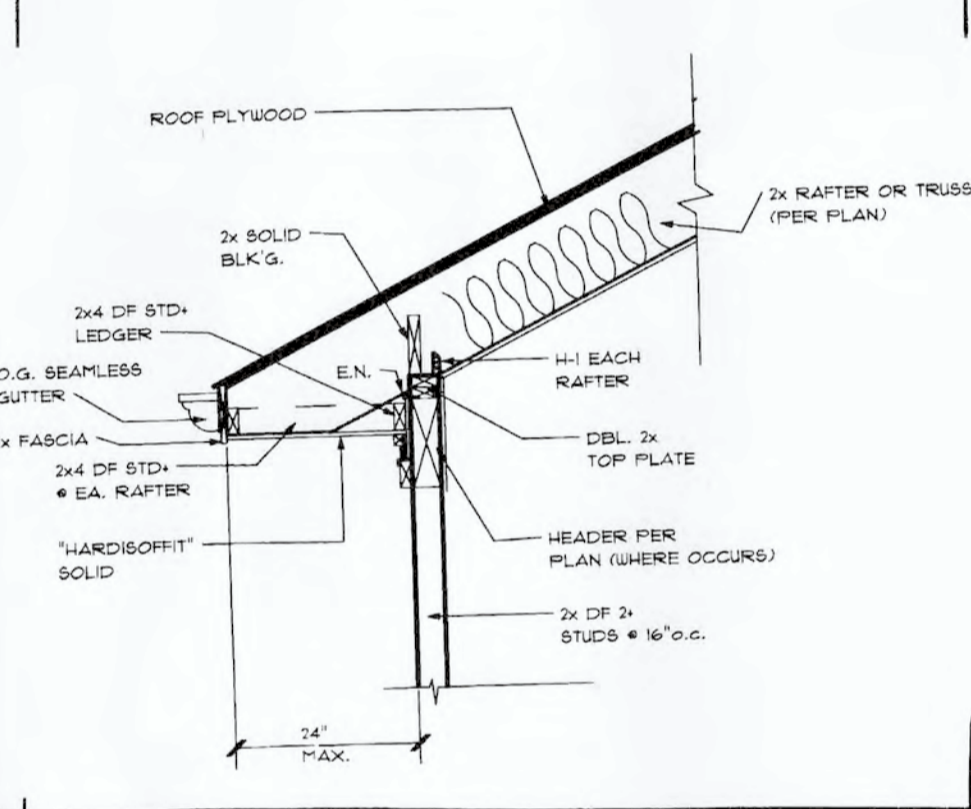 ROOF PLYWOOD
2x RAFTER OR TRUSS
(PER PLAN)
2x SOLID
BLK'G.
2x4 DF STD+
LEDGER
E.N.
H-1 EACH
RAFTER
O.G. SEAMLESS
GUTTER
x FASCIA
DBL. 2x
TOP PLATE
2x4 DF STD+
@ EA. RAFTER
"HARDISOFFIT"
SOLID
HEADER PER
PLAN (WHERE OCCURS)
2x DF 2+
STUDS @ 16"o.c.
24"
MAX.